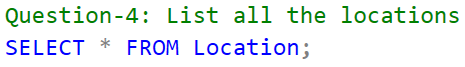 Question-4: List all the locations
SELECT * FROM Location;